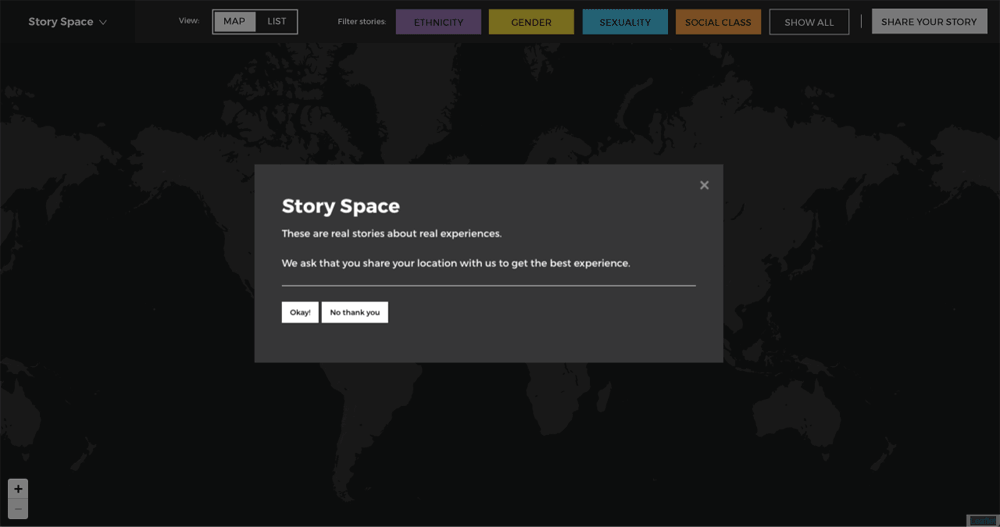 Story Space
View:
MAP
LIST
Filter stories:
ETHNICITY
GENDER
SEXUALITY
SOCIAL CLASS
SHOW ALL
SHARE YOUR STORY
Story Space
These are real stories about real experiences.
We ask that you share your location with us to get the best experience.
Okay!
No thank you